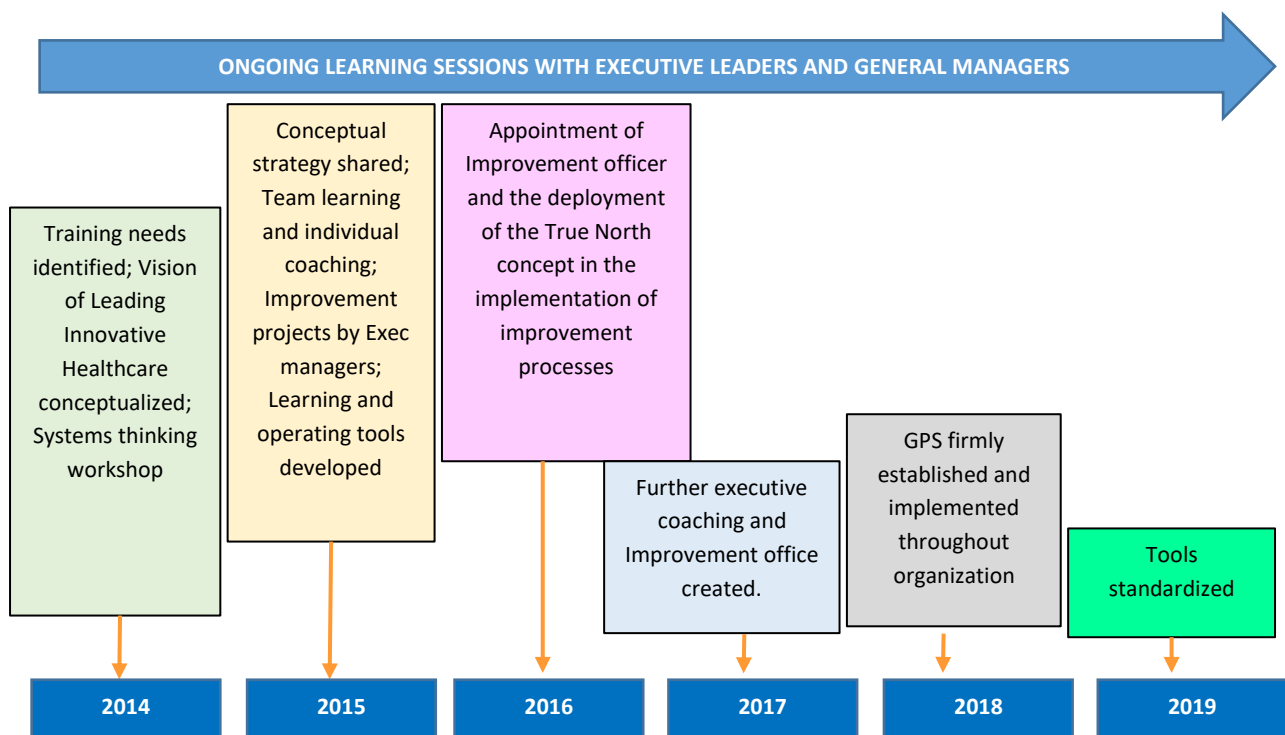 ONGOING LEARNING SESSIONS WITH EXECUTIVE LEADERS AND GENERAL MANAGERS
Training needs
identified; Vision
of Leading
Innovative
Healthcare
conceptualized;
Systems thinking
workshop
Conceptual
strategy shared;
Team learning
and individual
coaching;
Improvement
projects by Exec
managers;
Learning and
operating tools
developed
Appointment of
Improvement officer
and the deployment
of the True North
concept in the
implementation of
improvement
processes
Further executive
coaching and
Improvement office
created.
GPS firmly
established and
implemented
throughout
organization
Tools
standardized
2014
2015
2016
2017
2018
2019